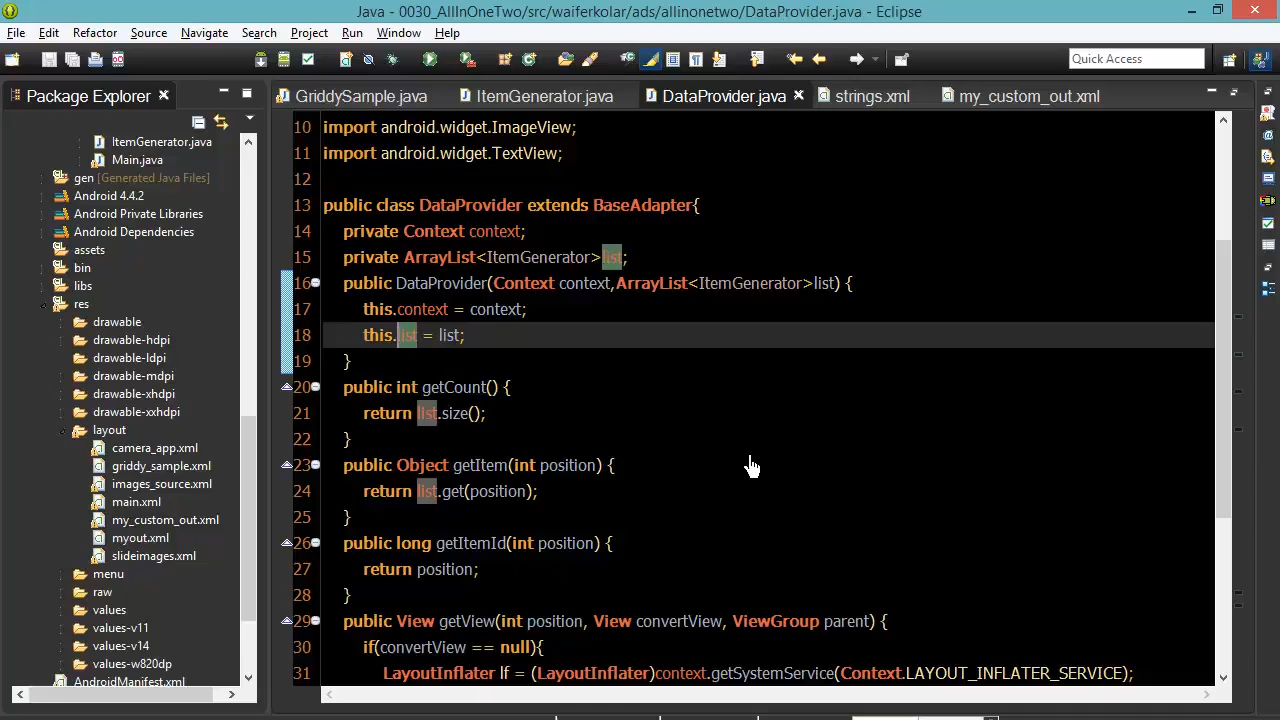 Java - 0030_AllInOneTwo/src/waiferkolar/ads/allinonetwo/DataProvider.java - Eclipse
File Edit Refactor Source Navigate Search Project Run Window Help
Quick Access
Package Explorer
GriddySample.java ItemGenerator.java DataProvider.java strings.xml my_custom_out.xml
ItemGenerator.java
Main.java
gen [Generated Java Files]
Android 4.4.2
Android Private Libraries
Android Dependencies
assets
bin
libs
res
drawable
drawable-hdpi
drawable-ldpi
drawable-mdpi
drawable-xhdpi
drawable-xxhdpi
layout
camera_app.xml
griddy_sample.xml
images_source.xml
main.xml
my_custom_out.xml
myout.xml
slideimages.xml
menu
raw
values
values-v11
values-v14
values-w820dp
AndroidManifest.xml
10 import android.widget.ImageView;
11 import android.widget.TextView;
12
13 public class DataProvider extends BaseAdapter{
14 private Context context;
15 private ArrayList<ItemGenerator>list;
16 public DataProvider(Context context,ArrayList<ItemGenerator>list) {
17 this.context = context;
18 this.list = list;
19 }
20 public int getCount() {
21 return list.size();
22 }
23 public Object getItem(int position) {
24 return list.get(position);
25 }
26 public long getItemId(int position) {
27 return position;
28 }
29 public View getView(int position, View convertView, ViewGroup parent) {
30 if(convertView == null){
31 LayoutInflater lf = (LayoutInflater)context.getSystemService(Context.LAYOUT_INFLATER_SERVICE);